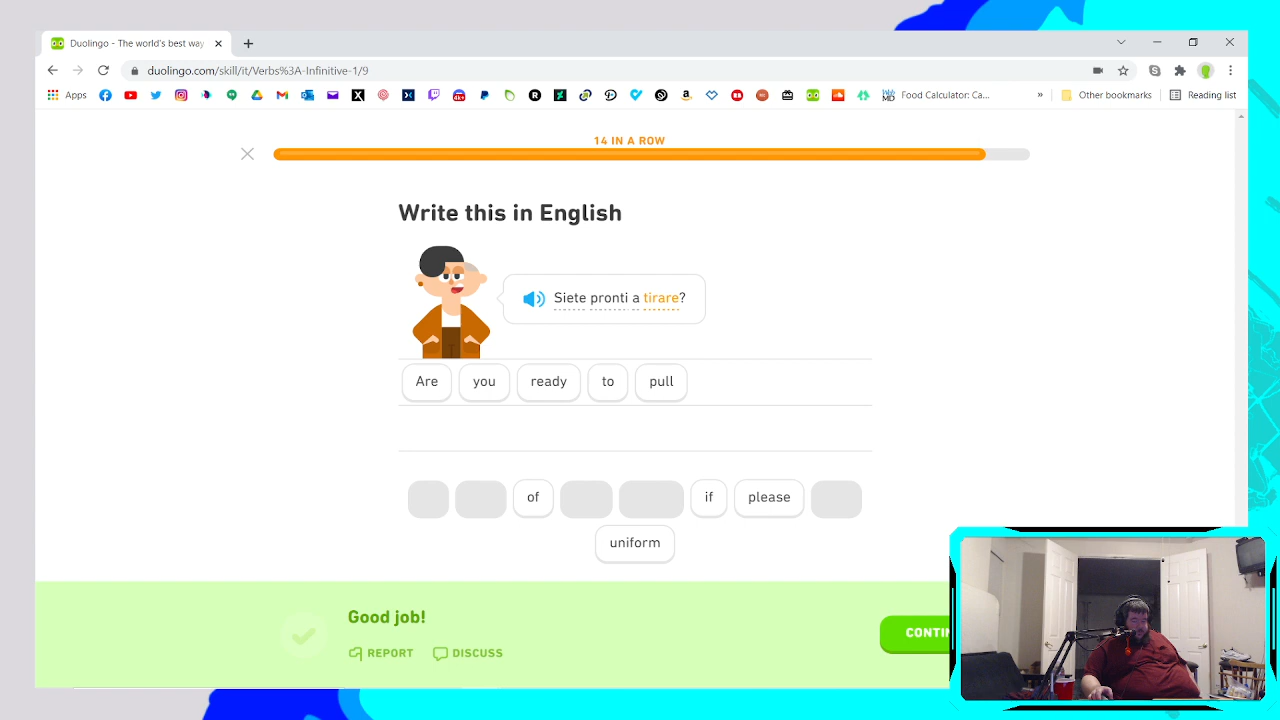 Duolingo - The world's best way
duolingo.com/skill/it/Verbs%3A-Infinitive-1/9
Apps
Food Calculator: Ca...
»
Other bookmarks
Reading list
14 IN A ROW
Write this in English
Siete pronti a tirare?
Are you ready to pull
of if please
uniform
Good job!
REPORT DISCUSS
CONTIN